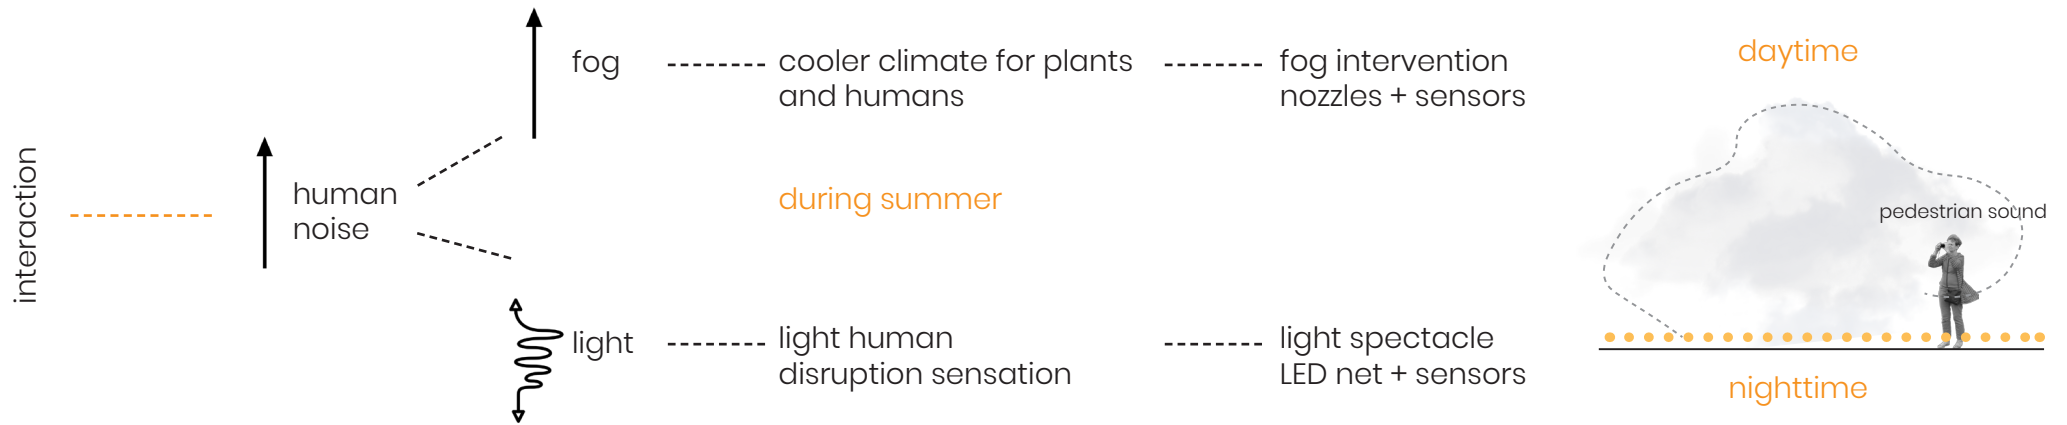 interaction
human
noise
fog
cooler climate for plants
and humans
fog intervention
nozzles + sensors
during summer
light
light human
disruption sensation
light spectacle
LED net + sensors
daytime
pedestrian sound
nighttime